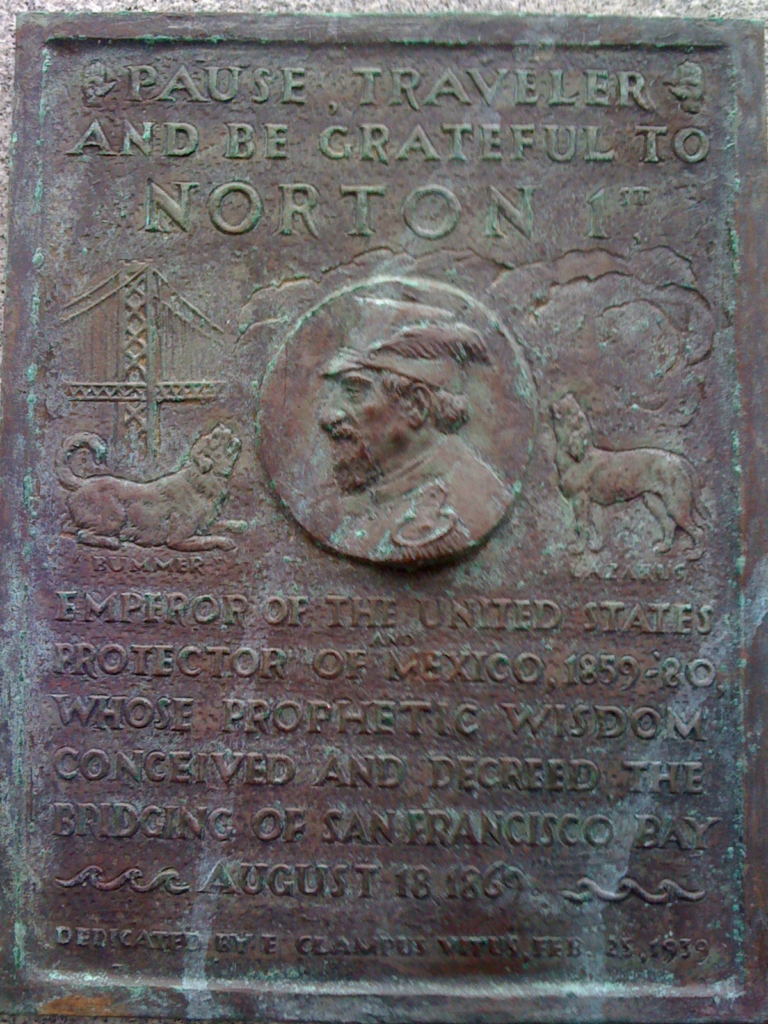 PAUSE, TRAVELER
AND BE GRATEFUL TO
NORTON 1ST,
BUMMER
LAZARUS
EMPEROR OF THE UNITED STATES
AND
PROTECTOR OF MEXICO, 1859-80,
WHOSE PROPHETIC WISDOM
CONCEIVED AND DECREED THE
BRIDGING OF SAN FRANCISCO BAY
AUGUST 18, 1869
DEDICATED BY E CLAMPUS VITUS, FEB. 25, 1939